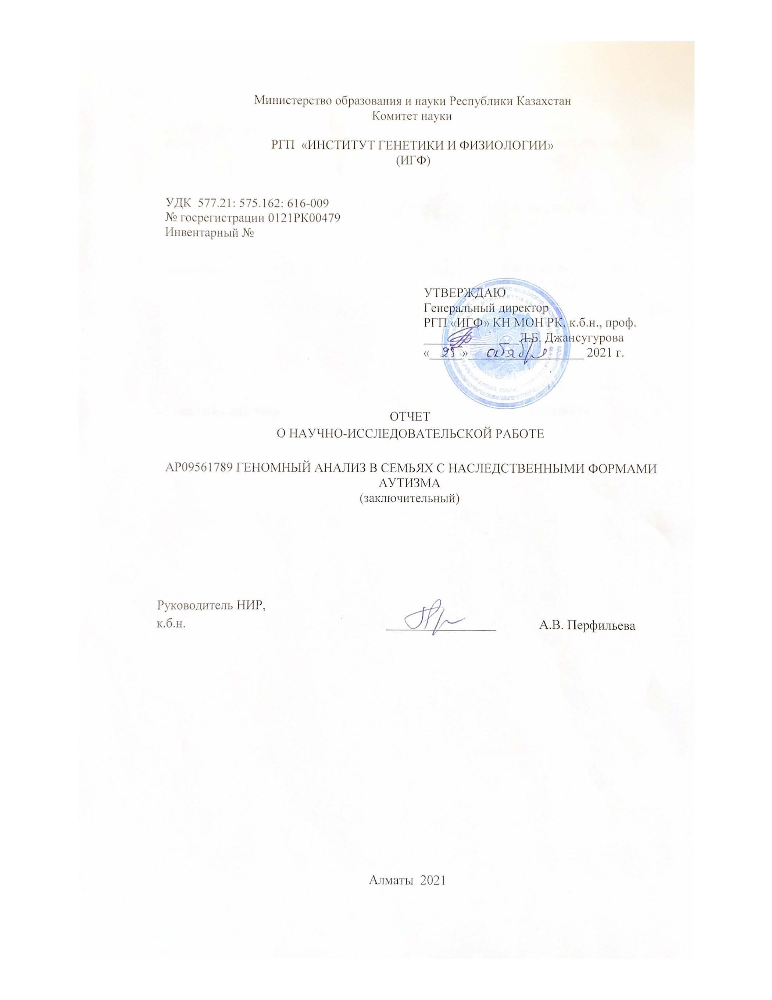 Министерство образования и науки Республики Казахстан
Комитет науки
РГП «ИНСТИТУТ ГЕНЕТИКИ И ФИЗИОЛОГИИ»
(ИГФ)
УДК 577.21: 575.162: 616-009
№ госрегистрации 0121РК00479
Инвентарный №
УТВЕРЖДАЮ
Генеральный директор
РГП «ИГФ» КН МОН РК, к.б.н., проф.
Л.Б. Джансугурова
«25» октября 2021 г.
ОТЧЕТ
О НАУЧНО-ИССЛЕДОВАТЕЛЬСКОЙ РАБОТЕ
АР09561789 ГЕНОМНЫЙ АНАЛИЗ В СЕМЬЯХ С НАСЛЕДСТВЕННЫМИ ФОРМАМИ
АУТИЗМА
(заключительный)
Руководитель НИР,
к.б.н. А.В. Перфильева
Алматы 2021